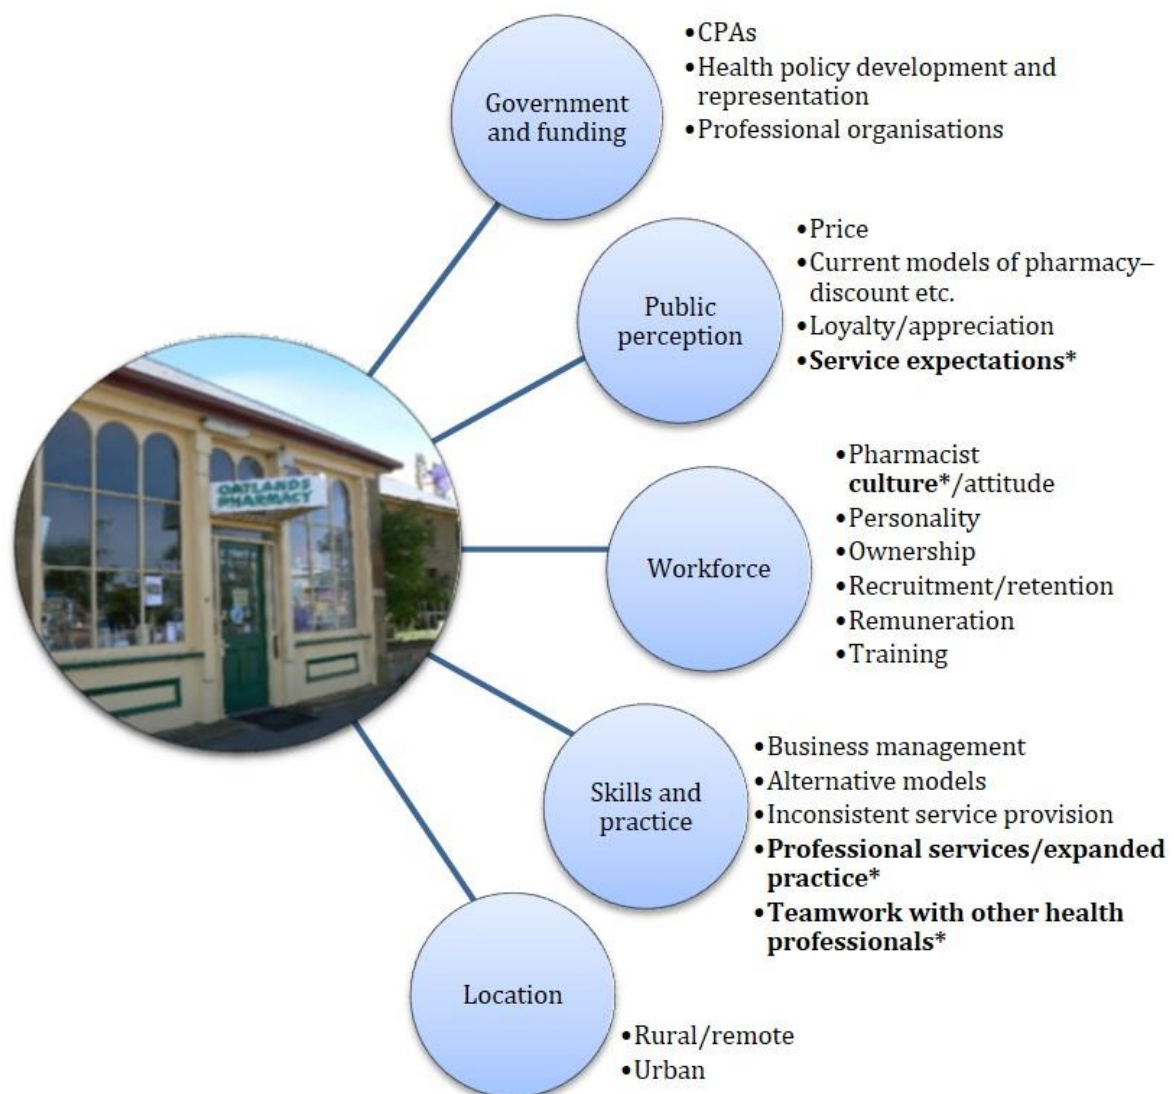 Government
and funding
•CPAs
•Health policy development and
representation
•Professional organisations
Public
perception
•Price
•Current models of pharmacy–
discount etc.
•Loyalty/appreciation
•Service expectations*
OATLANDS
PHARMACY
Workforce
•Pharmacist
culture*/attitude
•Personality
•Ownership
•Recruitment/retention
•Remuneration
•Training
Skills and
practice
•Business management
•Alternative models
•Inconsistent service provision
•Professional services/expanded
practice*
•Teamwork with other health
professionals*
Location
•Rural/remote
•Urban